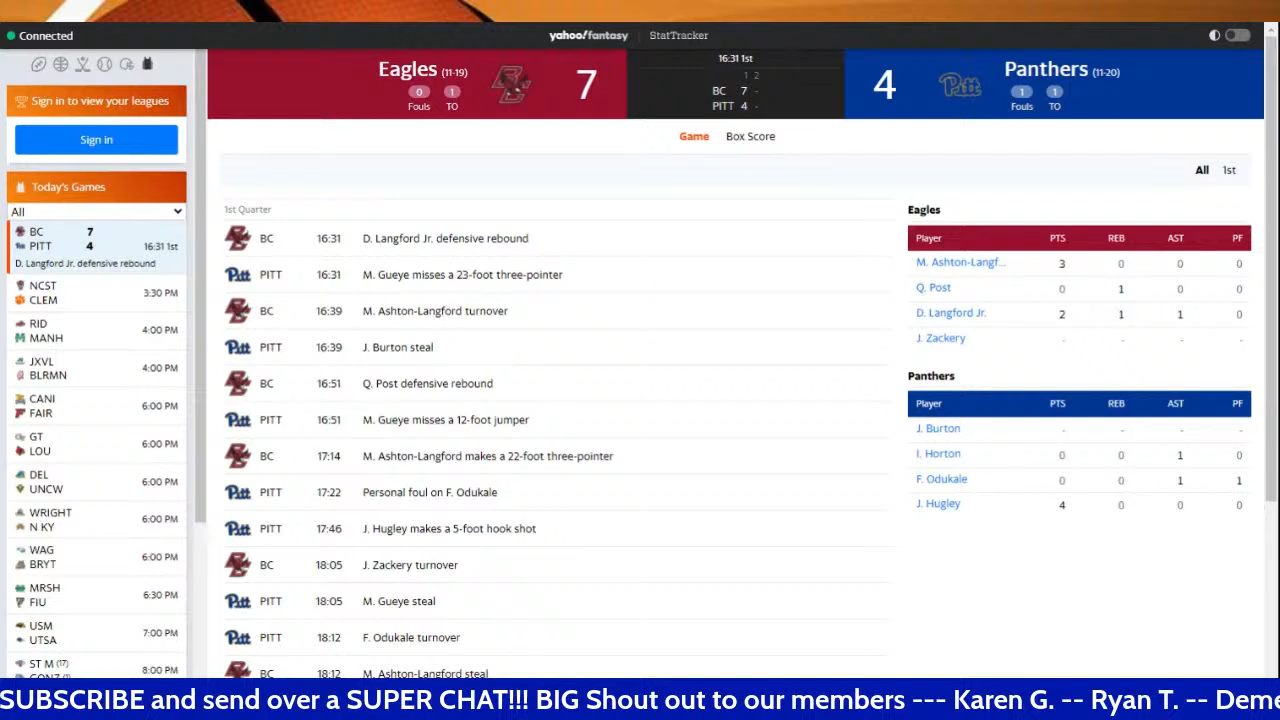 Connected
yahoo!fantasy StatTracker
Sign in to view your leagues
Sign in
Today's Games
All
BC 7
PITT 4 16:31 1st
D. Langford Jr. defensive rebound
NCST
CLEM
3:30 PM
RID
MANH
4:00 PM
JXVL
BLRMN
4:00 PM
CANI
FAIR
6:00 PM
GT
LOU
6:00 PM
DEL
UNCW
6:00 PM
WRIGHT
N KY
6:00 PM
WAG
BRYT
6:00 PM
MRSH
FIU
6:30 PM
USM
UTSA
7:00 PM
ST M (17)
8:00 PM
Eagles (11-19)
0 1
Fouls TO
7
16:31 1st
1 2
BC 7 -
PITT 4 -
4
Pitt
Panthers (11-20)
1 1
Fouls TO
Game Box Score
All 1st
1st Quarter
BC 16:31 D. Langford Jr. defensive rebound
Pitt PITT 16:31 M. Gueye misses a 23-foot three-pointer
BC 16:39 M. Ashton-Langford turnover
Pitt PITT 16:39 J. Burton steal
BC 16:51 Q. Post defensive rebound
Pitt PITT 16:51 M. Gueye misses a 12-foot jumper
BC 17:14 M. Ashton-Langford makes a 22-foot three-pointer
Pitt PITT 17:22 Personal foul on F. Odukale
Pitt PITT 17:46 J. Hugley makes a 5-foot hook shot
BC 18:05 J. Zackery turnover
Pitt PITT 18:05 M. Gueye steal
Pitt PITT 18:12 F. Odukale turnover
BC 18:12 M. Ashton-Langford steal
Eagles
Player PTS REB AST PF
M. Ashton-Langf... 3 0 0 0
Q. Post 0 1 0 0
D. Langford Jr. 2 1 1 0
J. Zackery - - - -
Panthers
Player PTS REB AST PF
J. Burton - - - -
I. Horton 0 0 1 0
F. Odukale 0 0 1 1
J. Hugley 4 0 0 0
SUBSCRIBE and send over a SUPER CHAT!!! BIG Shout out to our members --- Karen G. -- Ryan T. -- Deme